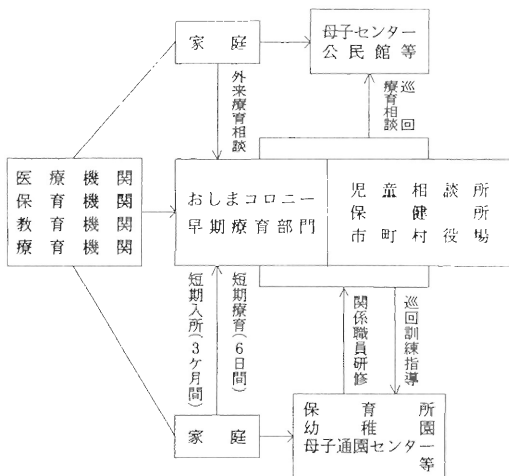 家庭
母子センター
公民館等
外来療育相談
巡回
療育相談
医療機関
保育機関
教育機関
療育機関
おしまコロニー
早期療育部門
児童相談所
保健所
市町村役場
短期入所(3ケ月間)
短期療育(6日間)
関係職員研修
巡回訓練指導
家庭
保育所
幼稚園
母子通園センター
等